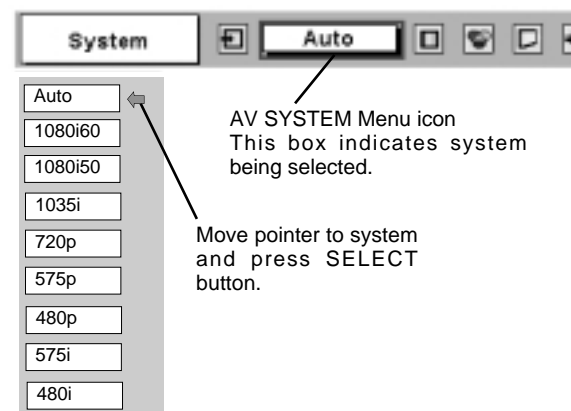 System
Auto
Auto
1080i60
1080i50
1035i
720p
575p
480p
575i
480i
AV SYSTEM Menu icon
This box indicates system
being selected.
Move pointer to system
and press SELECT
button.